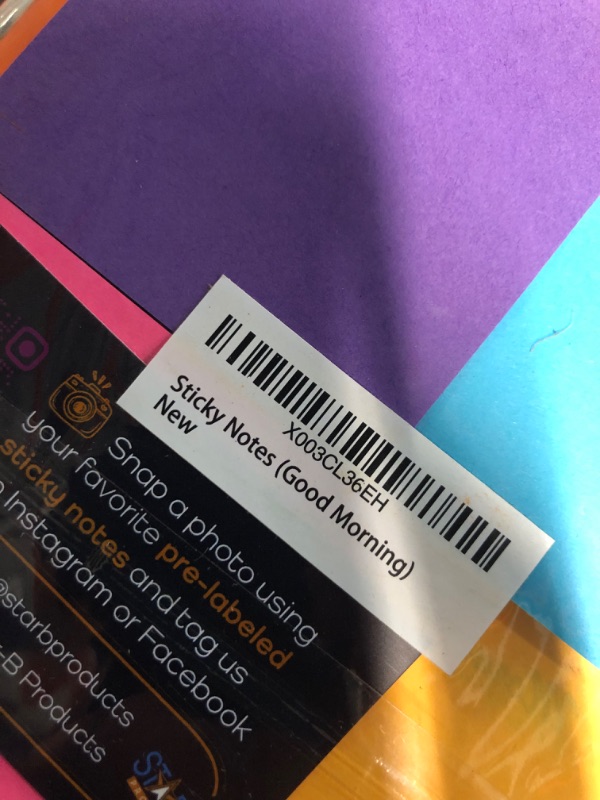 X003CL36EH
Sticky Notes (Good Morning)
New
Snap a photo using
your favorite pre-labeled
sticky notes and tag us
Instagram or Facebook
@starbproducts
-B Products